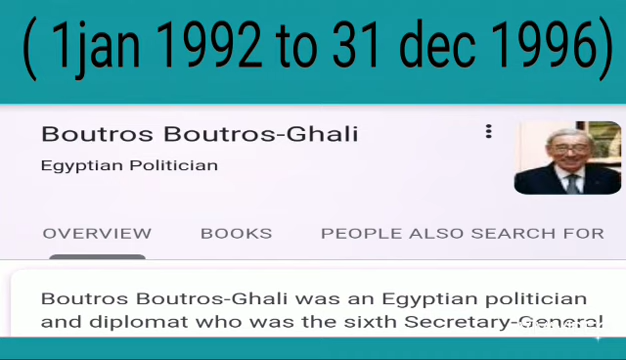 ( 1jan 1992 to 31 dec 1996)
Boutros Boutros-Ghali
Egyptian Politician
OVERVIEW BOOKS PEOPLE ALSO SEARCH FOR
Boutros Boutros-Ghali was an Egyptian politician
and diplomat who was the sixth Secretary-General